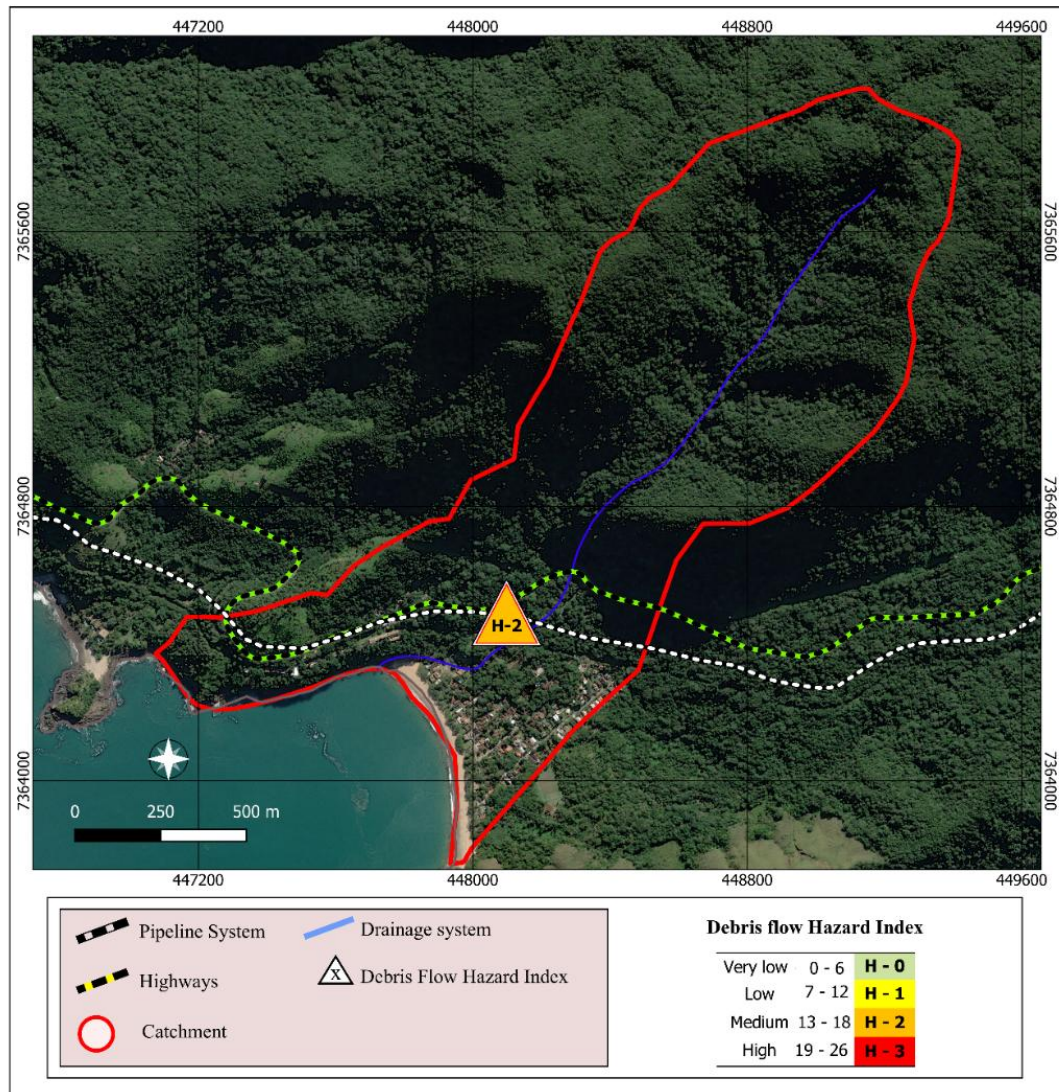 447200 448000 448800 449600
7365600 7365600
7364800 7364800
H-2
7364000 7364000
0 250 500 m
447200 448000 448800 449600
Pipeline System
Drainage system
Highways
X Debris Flow Hazard Index
Catchment
Debris flow Hazard Index
Very low 0 - 6 H - 0
Low 7 - 12 H - 1
Medium 13 - 18 H - 2
High 19 - 26 H - 3